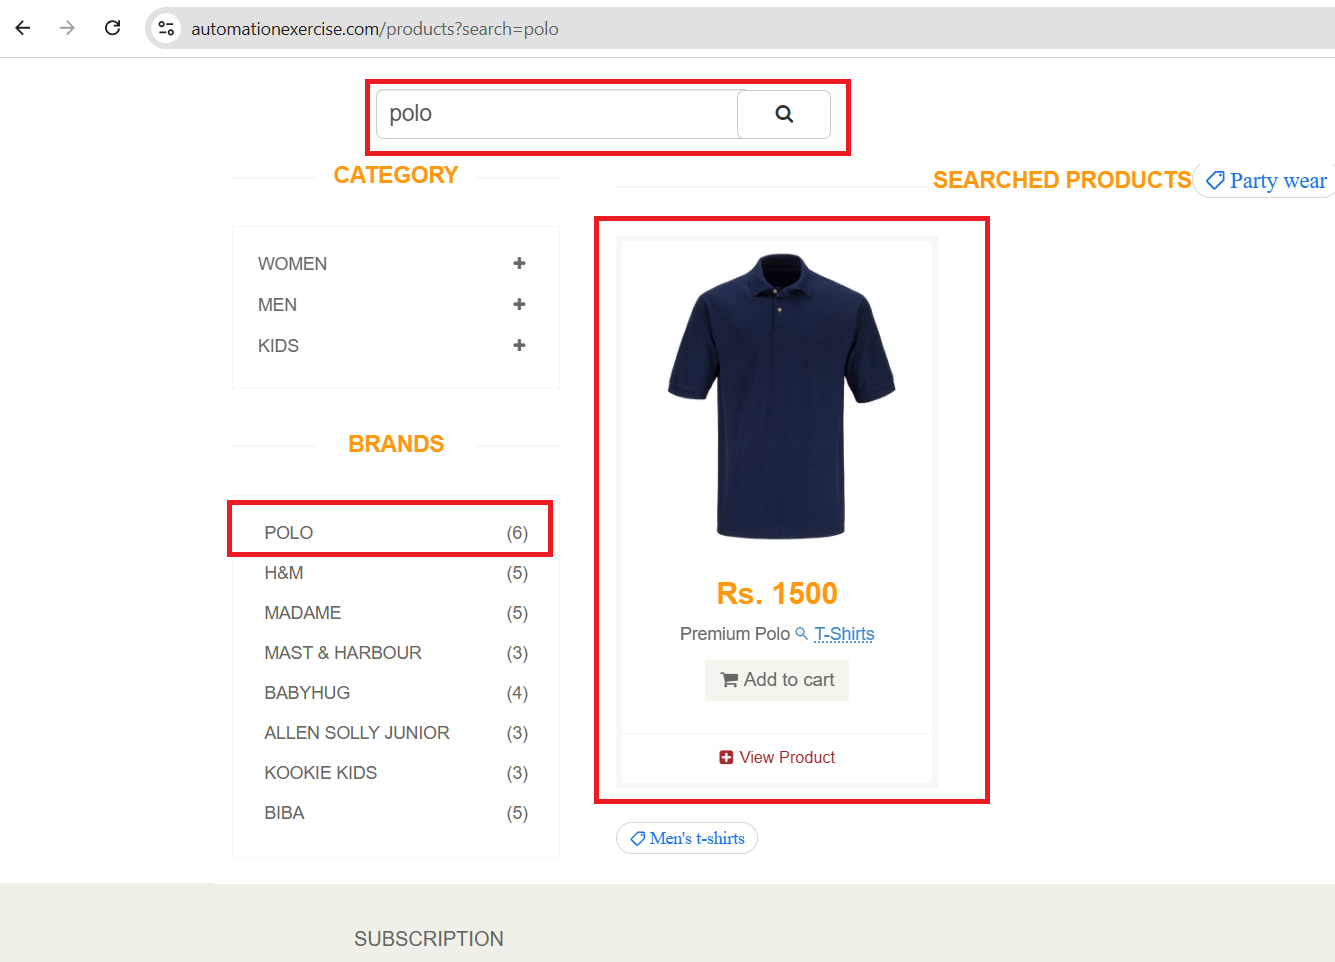 automationexercise.com/products?search=polo
polo
CATEGORY
SEARCHED PRODUCTS
Party wear
WOMEN
MEN
KIDS
BRANDS
POLO (6)
H&M (5)
MADAME (5)
MAST & HARBOUR (3)
BABYHUG (4)
ALLEN SOLLY JUNIOR (3)
KOOKIE KIDS (3)
BIBA (5)
Rs. 1500
Premium Polo T-Shirts
Add to cart
View Product
Men's t-shirts
SUBSCRIPTION